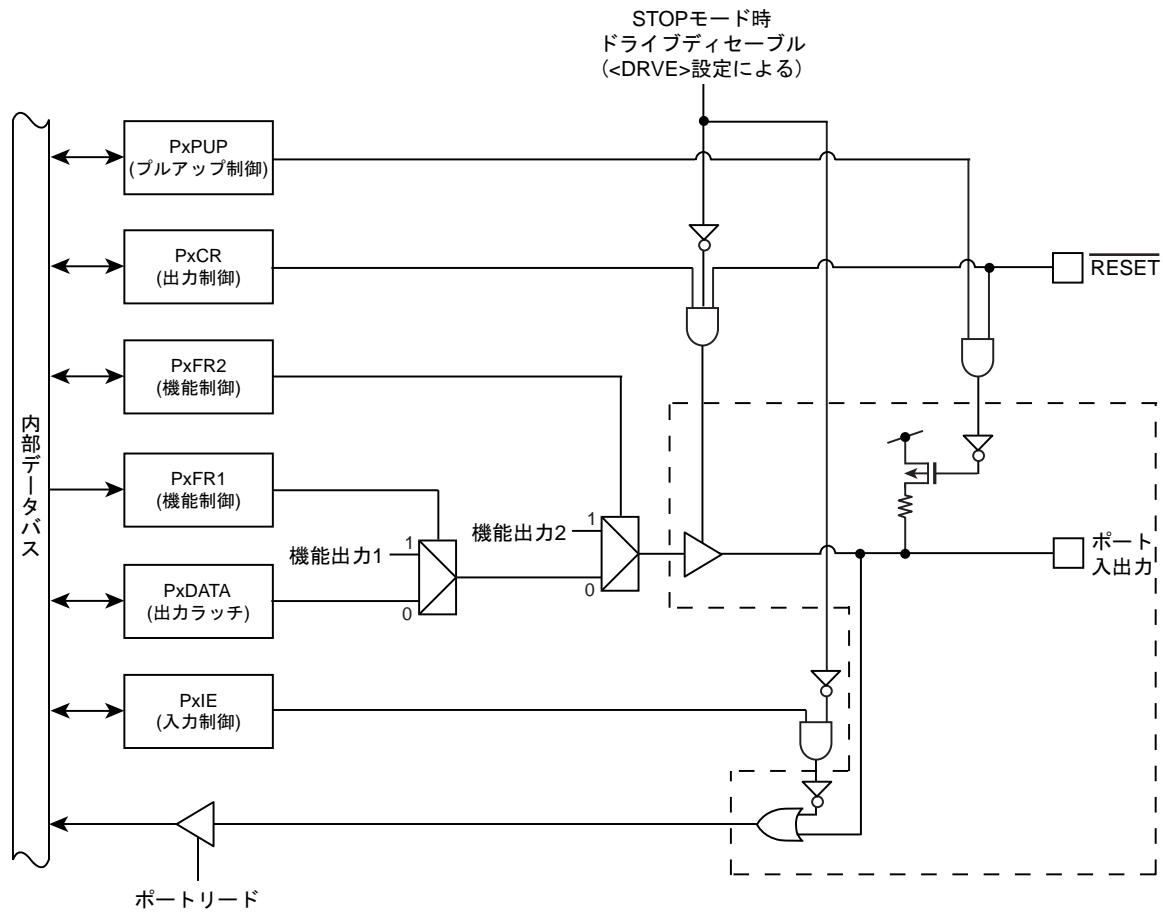 STOPモード時
ドライブディセーブル
(<DRVE>設定による)
PxPUP
(プルアップ制御)
PxCR
(出力制御)
RESET
PxFR2
(機能制御)
内部データバス
PxFR1
(機能制御)
1
機能出力1
0
1
機能出力2
0
ポート
入出力
PxDATA
(出力ラッチ)
PxIE
(入力制御)
ポートリード